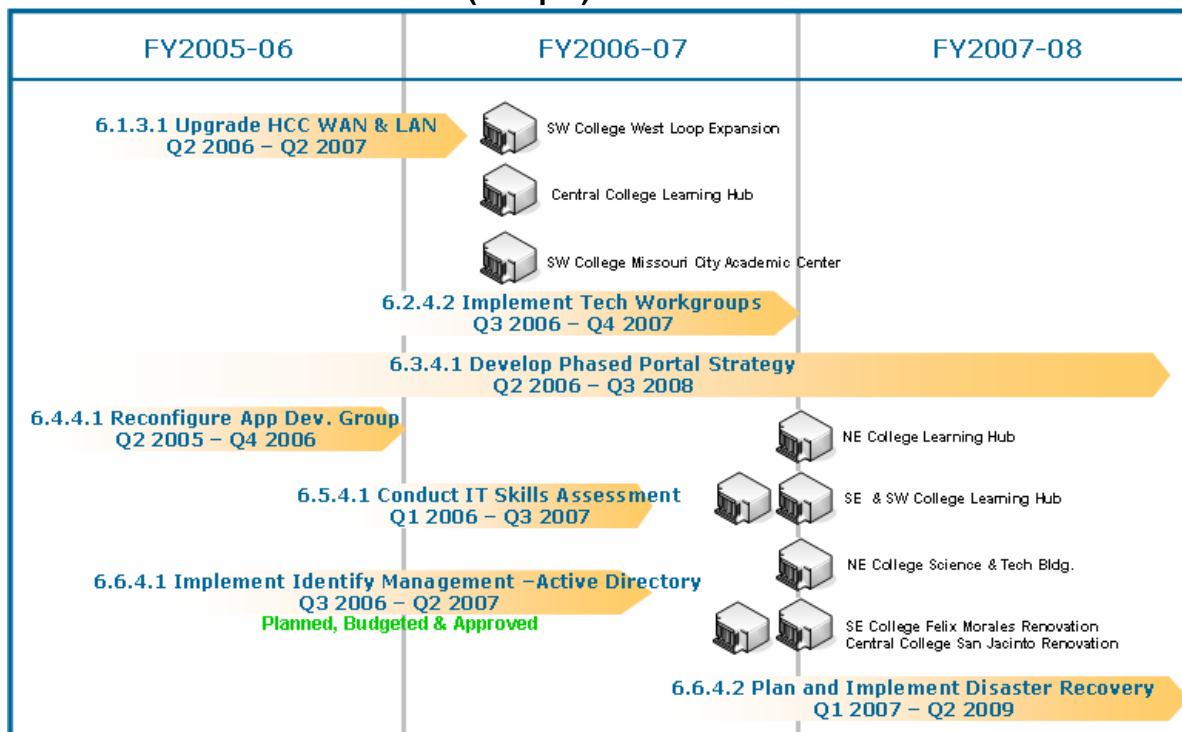 FY2005-06
FY2006-07
FY2007-08
6.1.3.1 Upgrade HCC WAN & LAN
Q2 2006 – Q2 2007
SW College West Loop Expansion
Central College Learning Hub
SW College Missouri City Academic Center
6.2.4.2 Implement Tech Workgroups
Q3 2006 – Q4 2007
6.3.4.1 Develop Phased Portal Strategy
Q2 2006 – Q3 2008
6.4.4.1 Reconfigure App Dev. Group
Q2 2005 – Q4 2006
NE College Learning Hub
6.5.4.1 Conduct IT Skills Assessment
Q1 2006 – Q3 2007
SE & SW College Learning Hub
NE College Science & Tech Bldg.
6.6.4.1 Implement Identify Management –Active Directory
Q3 2006 – Q2 2007
Planned, Budgeted & Approved
SE College Felix Morales Renovation
Central College San Jacinto Renovation
6.6.4.2 Plan and Implement Disaster Recovery
Q1 2007 – Q2 2009